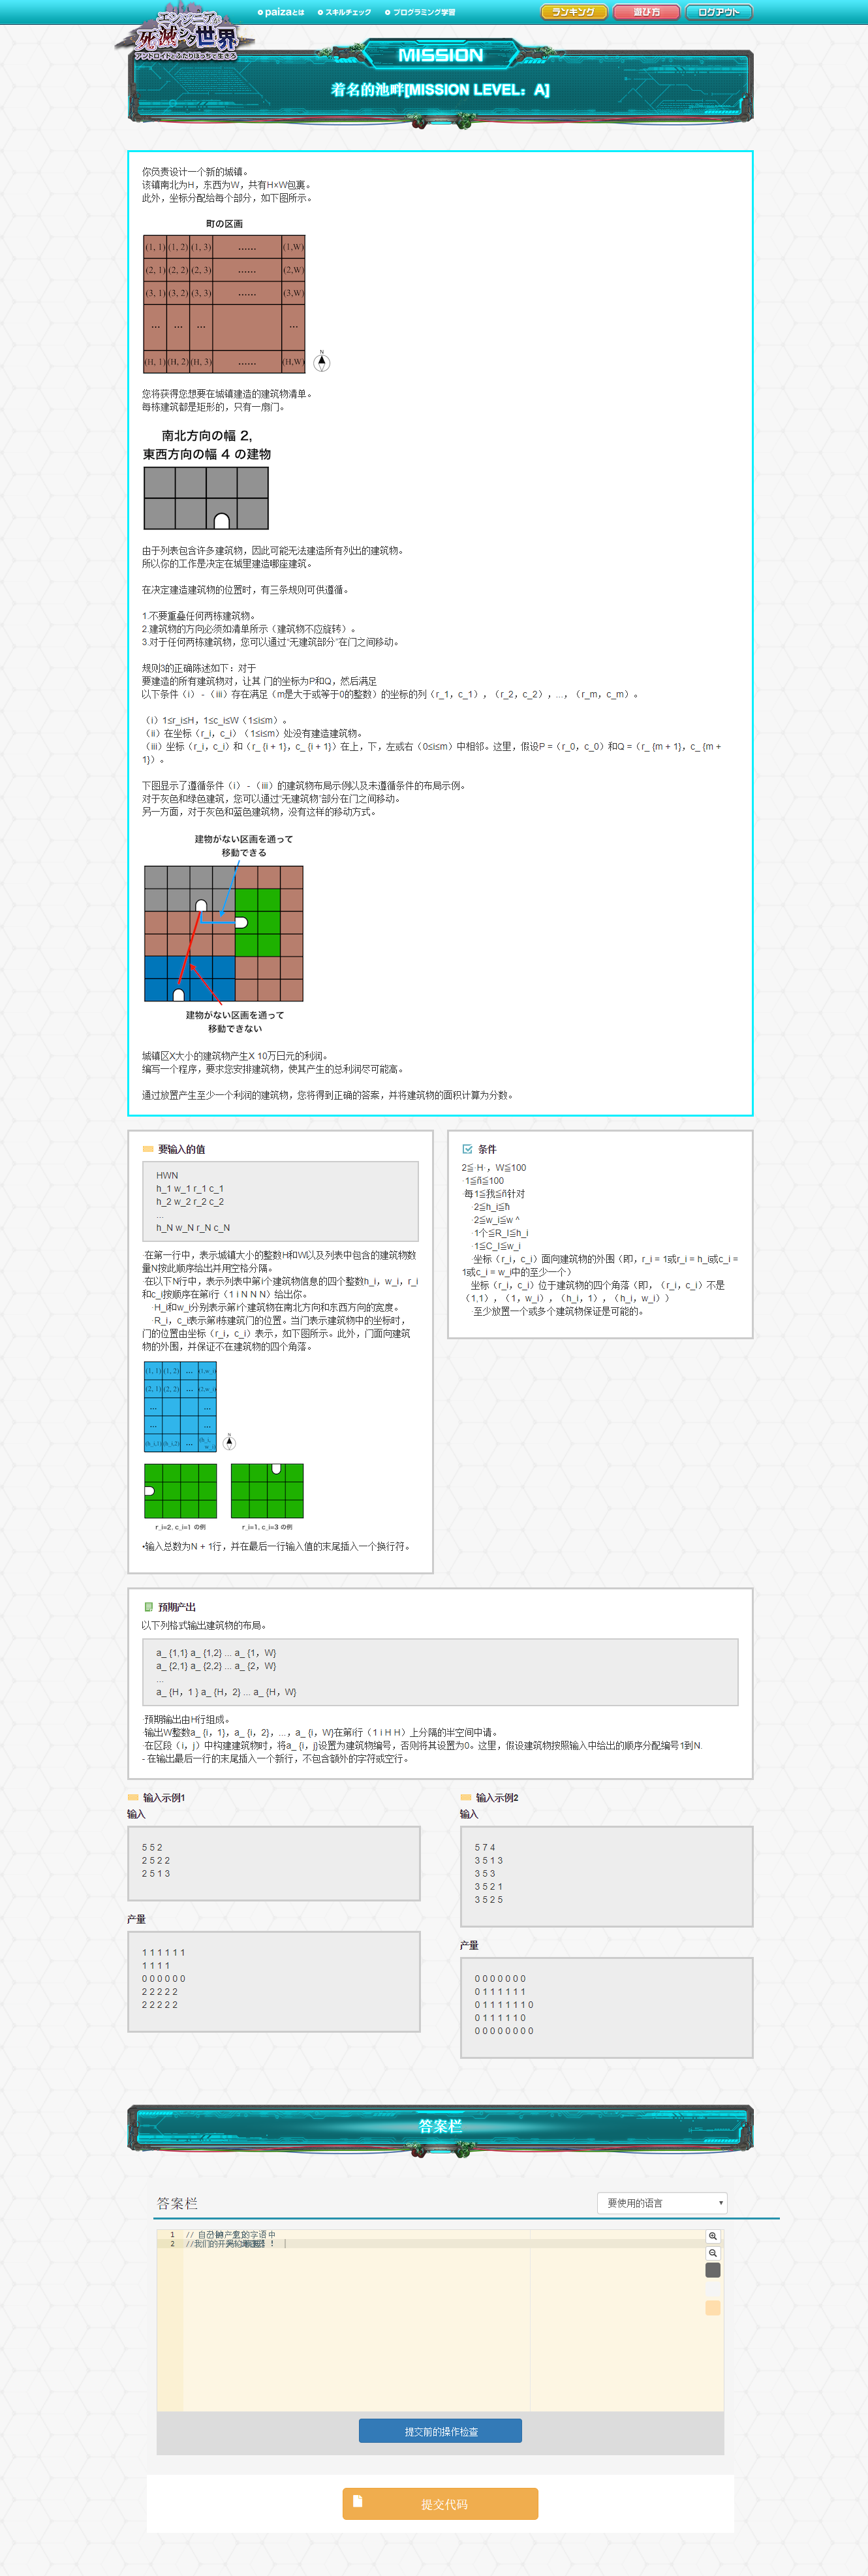 エンジニアが
死滅シタ世界
アンドロイドとふたりぼっちで生きろ
paizaとは
スキルチェック
プログラミング学習
ランキング
遊び方
ログアウト
MISSION
着名的池畔[MISSION LEVEL：A]
你负责设计一个新的城镇。
该镇南北为H，东西为W，共有H×W包裹。
此外，坐标分配给每个部分，如下图所示。
町の区画
(1, 1) (1, 2) (1, 3) ...... (1,W)
(2, 1) (2, 2) (2, 3) ...... (2,W)
(3, 1) (3, 2) (3, 3) ...... (3,W)
... ... ... ...
(H, 1) (H, 2) (H, 3) ...... (H,W)
N
您将获得您想要在城镇建造的建筑物清单。
每栋建筑都是矩形的，只有一扇门。
南北方向の幅 2,
東西方向の幅 4 の建物
由于列表包含许多建筑物，因此可能无法建造所有列出的建筑物。
所以你的工作是决定在城里建造哪座建筑。
在决定建造建筑物的位置时，有三条规则可供遵循。
1.不要重叠任何两栋建筑物。
2.建筑物的方向必须如清单所示（建筑物不应旋转）。
3.对于任何两栋建筑物，您可以通过“无建筑部分”在门之间移动。
规则3的正确陈述如下：对于
要建造的所有建筑物对，让其 门的坐标为P和Q，然后满足
以下条件（i） - （iii）存在满足（m是大于或等于0的整数）的坐标的列（r_1，c_1），（r_2，c_2），...，（r_m，c_m）。
（i）1≤r_i≤H，1≤c_i≤W（1≤i≤m）。
（ii）在坐标（r_i，c_i）（1≤i≤m）处没有建造建筑物。
（iii）坐标（r_i，c_i）和（r_ {i + 1}，c_ {i + 1}）在上，下，左或右（0≤i≤m）中相邻。这里，假设P =（r_0，c_0）和Q =（r_ {m + 1}，c_ {m +
1}）。
下图显示了遵循条件（i） - （iii）的建筑物布局示例以及未遵循条件的布局示例。
对于灰色和绿色建筑，您可以通过“无建筑物”部分在门之间移动。
另一方面，对于灰色和蓝色建筑物，没有这样的移动方式。
建物がない区画を通って
移動できる
建物がない区画を通って
移動できない
城镇区X大小的建筑物产生X 10万日元的利润。
编写一个程序，要求您安排建筑物，使其产生的总利润尽可能高。
通过放置产生至少一个利润的建筑物，您将得到正确的答案，并将建筑物的面积计算为分数。
要输入的值
HWN
h_1 w_1 r_1 c_1
h_2 w_2 r_2 c_2
...
h_N w_N r_N c_N
·在第一行中，表示城镇大小的整数H和W以及列表中包含的建筑物数
量N按此顺序给出并用空格分隔。
·在以下N行中，表示列表中第i个建筑物信息的四个整数h_i，w_i，r_i
和c_i按顺序在第i行（1 i N N N）给出你。
·H_i和w_i分别表示第i个建筑物在南北方向和东西方向的宽度。
·R_i，c_i表示第i栋建筑门的位置。当门表示建筑物中的坐标时，
门的位置由坐标（r_i，c_i）表示，如下图所示。此外，门面向建筑
物的外围，并保证不在建筑物的四个角落。
(1, 1) (1, 2) ... (1,w_i)
(2, 1) (2, 2) ... (2,w_i)
... ...
... ...
(h_i,1) (h_i,2) ... (h_i, w_i)
N
r_i=2, c_i=1 の例
r_i=1, c_i=3 の例
•输入总数为N + 1行，并在最后一行输入值的末尾插入一个换行符。
条件
2≦·H·，W≦100
·1≦ñ≦100
·每1≦我≦ñ针对
·2≦h_i≦ħ
·2≦w_i≦w ^
·1个≦R_I≦h_i
·1≦C_I≦w_i
·坐标（r_i，c_i）面向建筑物的外围（即，r_i = 1或r_i = h_i或c_i =
1或c_i = w_i中的至少一个）
·坐标（r_i，c_i）位于建筑物的四个角落（即，（r_i，c_i）不是
（1,1），（1，w_i），（h_i，1），（h_i，w_i））
·至少放置一个或多个建筑物保证是可能的。
预期产出
以下列格式输出建筑物的布局。
a_ {1,1} a_ {1,2} ... a_ {1，W}
a_ {2,1} a_ {2,2} ... a_ {2，W}
...
a_ {H，1 } a_ {H，2} ... a_ {H，W}
·预期输出由H行组成。
·输出W整数a_ {i，1}，a_ {i，2}，...，a_ {i，W}在第i行（1 i H H）上分隔的半空间中请。
·在区段（i，j）中构建建筑物时，将a_ {i，j}设置为建筑物编号，否则将其设置为0。这里，假设建筑物按照输入中给出的顺序分配编号1到N.
- 在输出最后一行的末尾插入一个新行，不包含额外的字符或空行。
输入示例1
输入
5 5 2
2 5 2 2
2 5 1 3
产量
1 1 1 1 1 1
1 1 1 1
0 0 0 0 0 0
2 2 2 2 2
2 2 2 2 2
输入示例2
输入
5 7 4
3 5 1 3
3 5 3
3 5 2 1
3 5 2 5
产量
0 0 0 0 0 0 0
0 1 1 1 1 1 1
0 1 1 1 1 1 1 0
0 1 1 1 1 1 0
0 0 0 0 0 0 0 0
答案栏
答案栏
要使用的语言
1
2
提交前的操作检查
提交代码